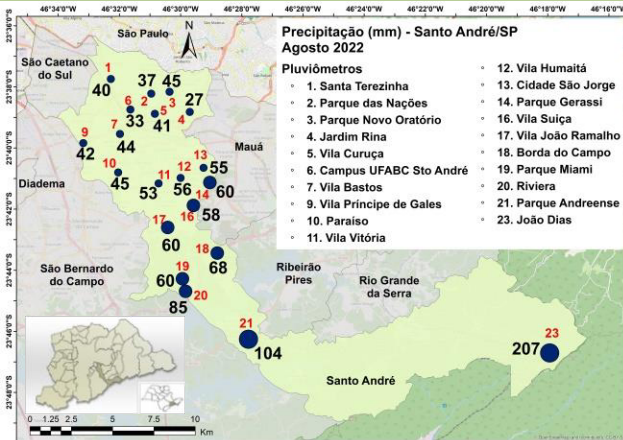 Precipitação (mm) - Santo André/SP
Agosto 2022
Pluviômetros
1. Santa Terezinha
2. Parque das Nações
3. Parque Novo Oratório
4. Jardim Rina
5. Vila Curuça
6. Campus UFABC Sto André
7. Vila Bastos
9. Vila Príncipe de Gales
10. Paraíso
11. Vila Vitória
12. Vila Humaitá
13. Cidade São Jorge
14. Parque Gerassi
16. Vila Suiça
17. Vila João Ramalho
18. Borda do Campo
19. Parque Miami
20. Riviera
21. Parque Andreense
23. João Dias
46°34'0"O
46°32'0"O
46°30'0"O
46°28'0"O
46°26'0"O
46°24'0"O
46°22'0"O
46°20'0"O
46°18'0"O
23°36'0"S
23°38'0"S
23°40'0"S
23°42'0"S
23°44'0"S
23°46'0"S
23°48'0"S
N
São Paulo
São Caetano
do Sul
Mauá
Diadema
São Bernardo
do Campo
Ribeirão
Pires
Rio Grande
da Serra
Santo André
1
40
2
37
3
45
4
27
5
41
6
33
7
44
9
42
10
45
11
53
12
56
13
55
14
60
16
58
17
60
18
68
19
60
20
85
21
104
23
207
0 1.25 2.5 5 7.5 10
Km